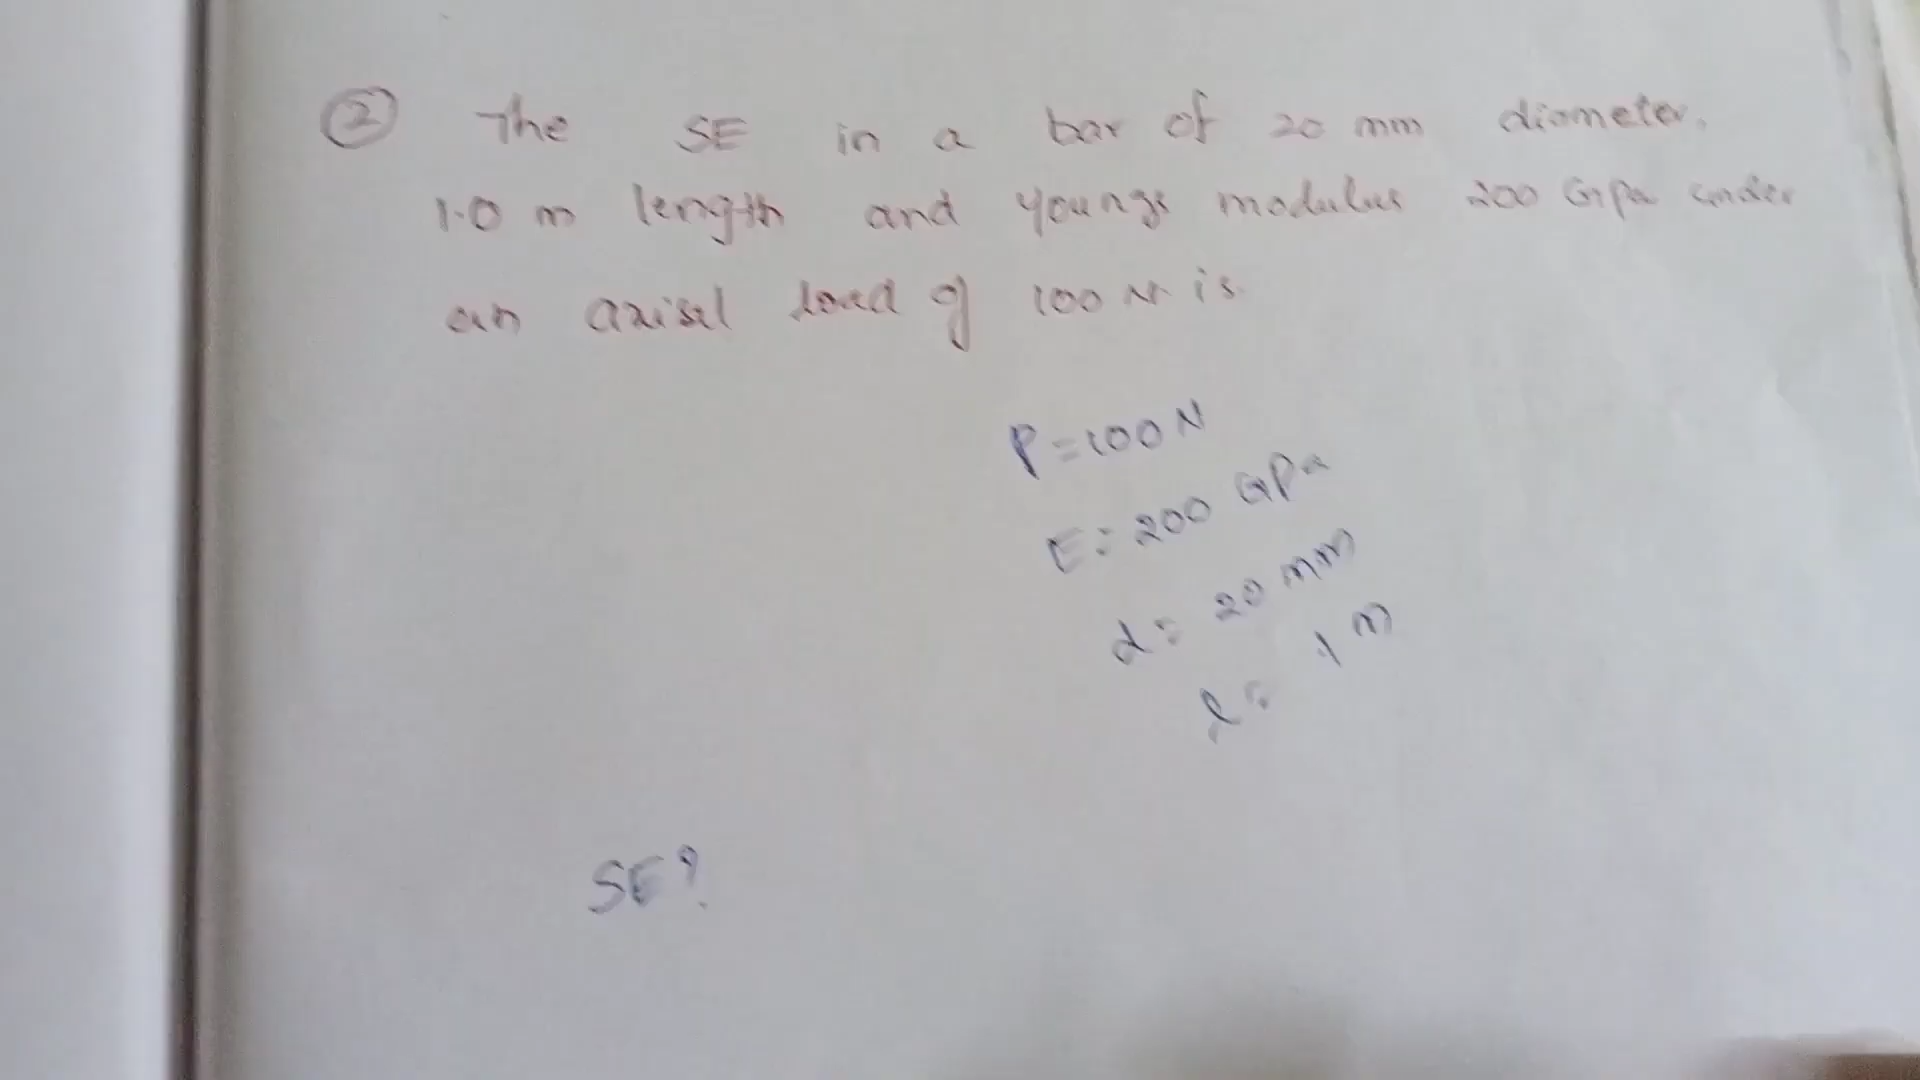 ② The SE in a bar of 20 mm diameter,
1.0 m length and youngs modulus 200 GPa under
an axial load of 100 N is.
P = 100 N
E = 200 GPa
d = 20 mm
l = 1 m
SE?